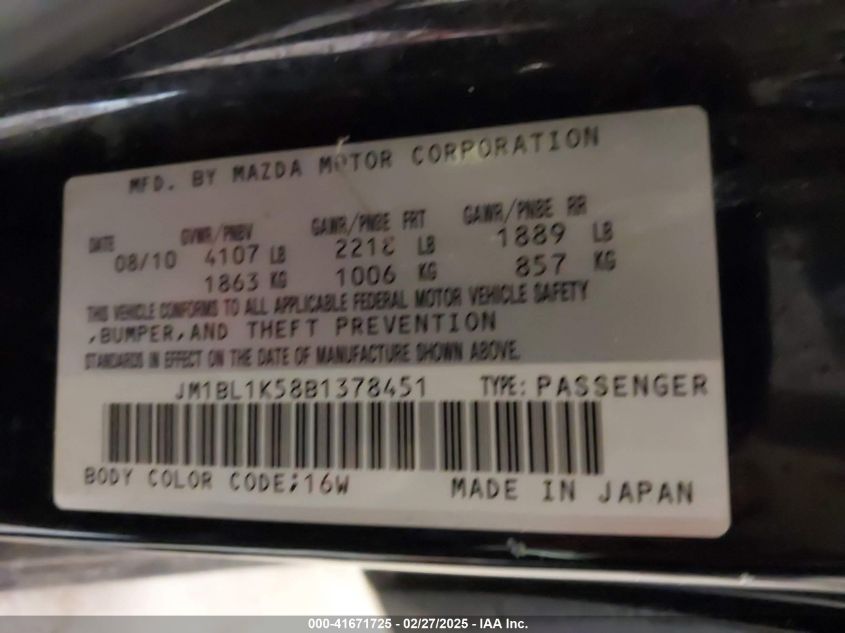 MFD. BY MAZDA MOTOR CORPORATION
DATE GVWR/PNBV GAWR/PNBE FRT GAWR/PNBE RR
08/10 4107 LB 2218 LB 1889 LB
1863 KG 1006 KG 857 KG
THIS VEHICLE CONFORMS TO ALL APPLICABLE FEDERAL MOTOR VEHICLE SAFETY
,BUMPER,AND THEFT PREVENTION
STANDARDS IN EFFECT ON THE DATE OF MANUFACTURE SHOWN ABOVE.
JM1BL1K58B1378451 TYPE: PASSENGER
BODY COLOR CODE;16W MADE IN JAPAN
000-41671725 - 02/27/2025 - IAA Inc.